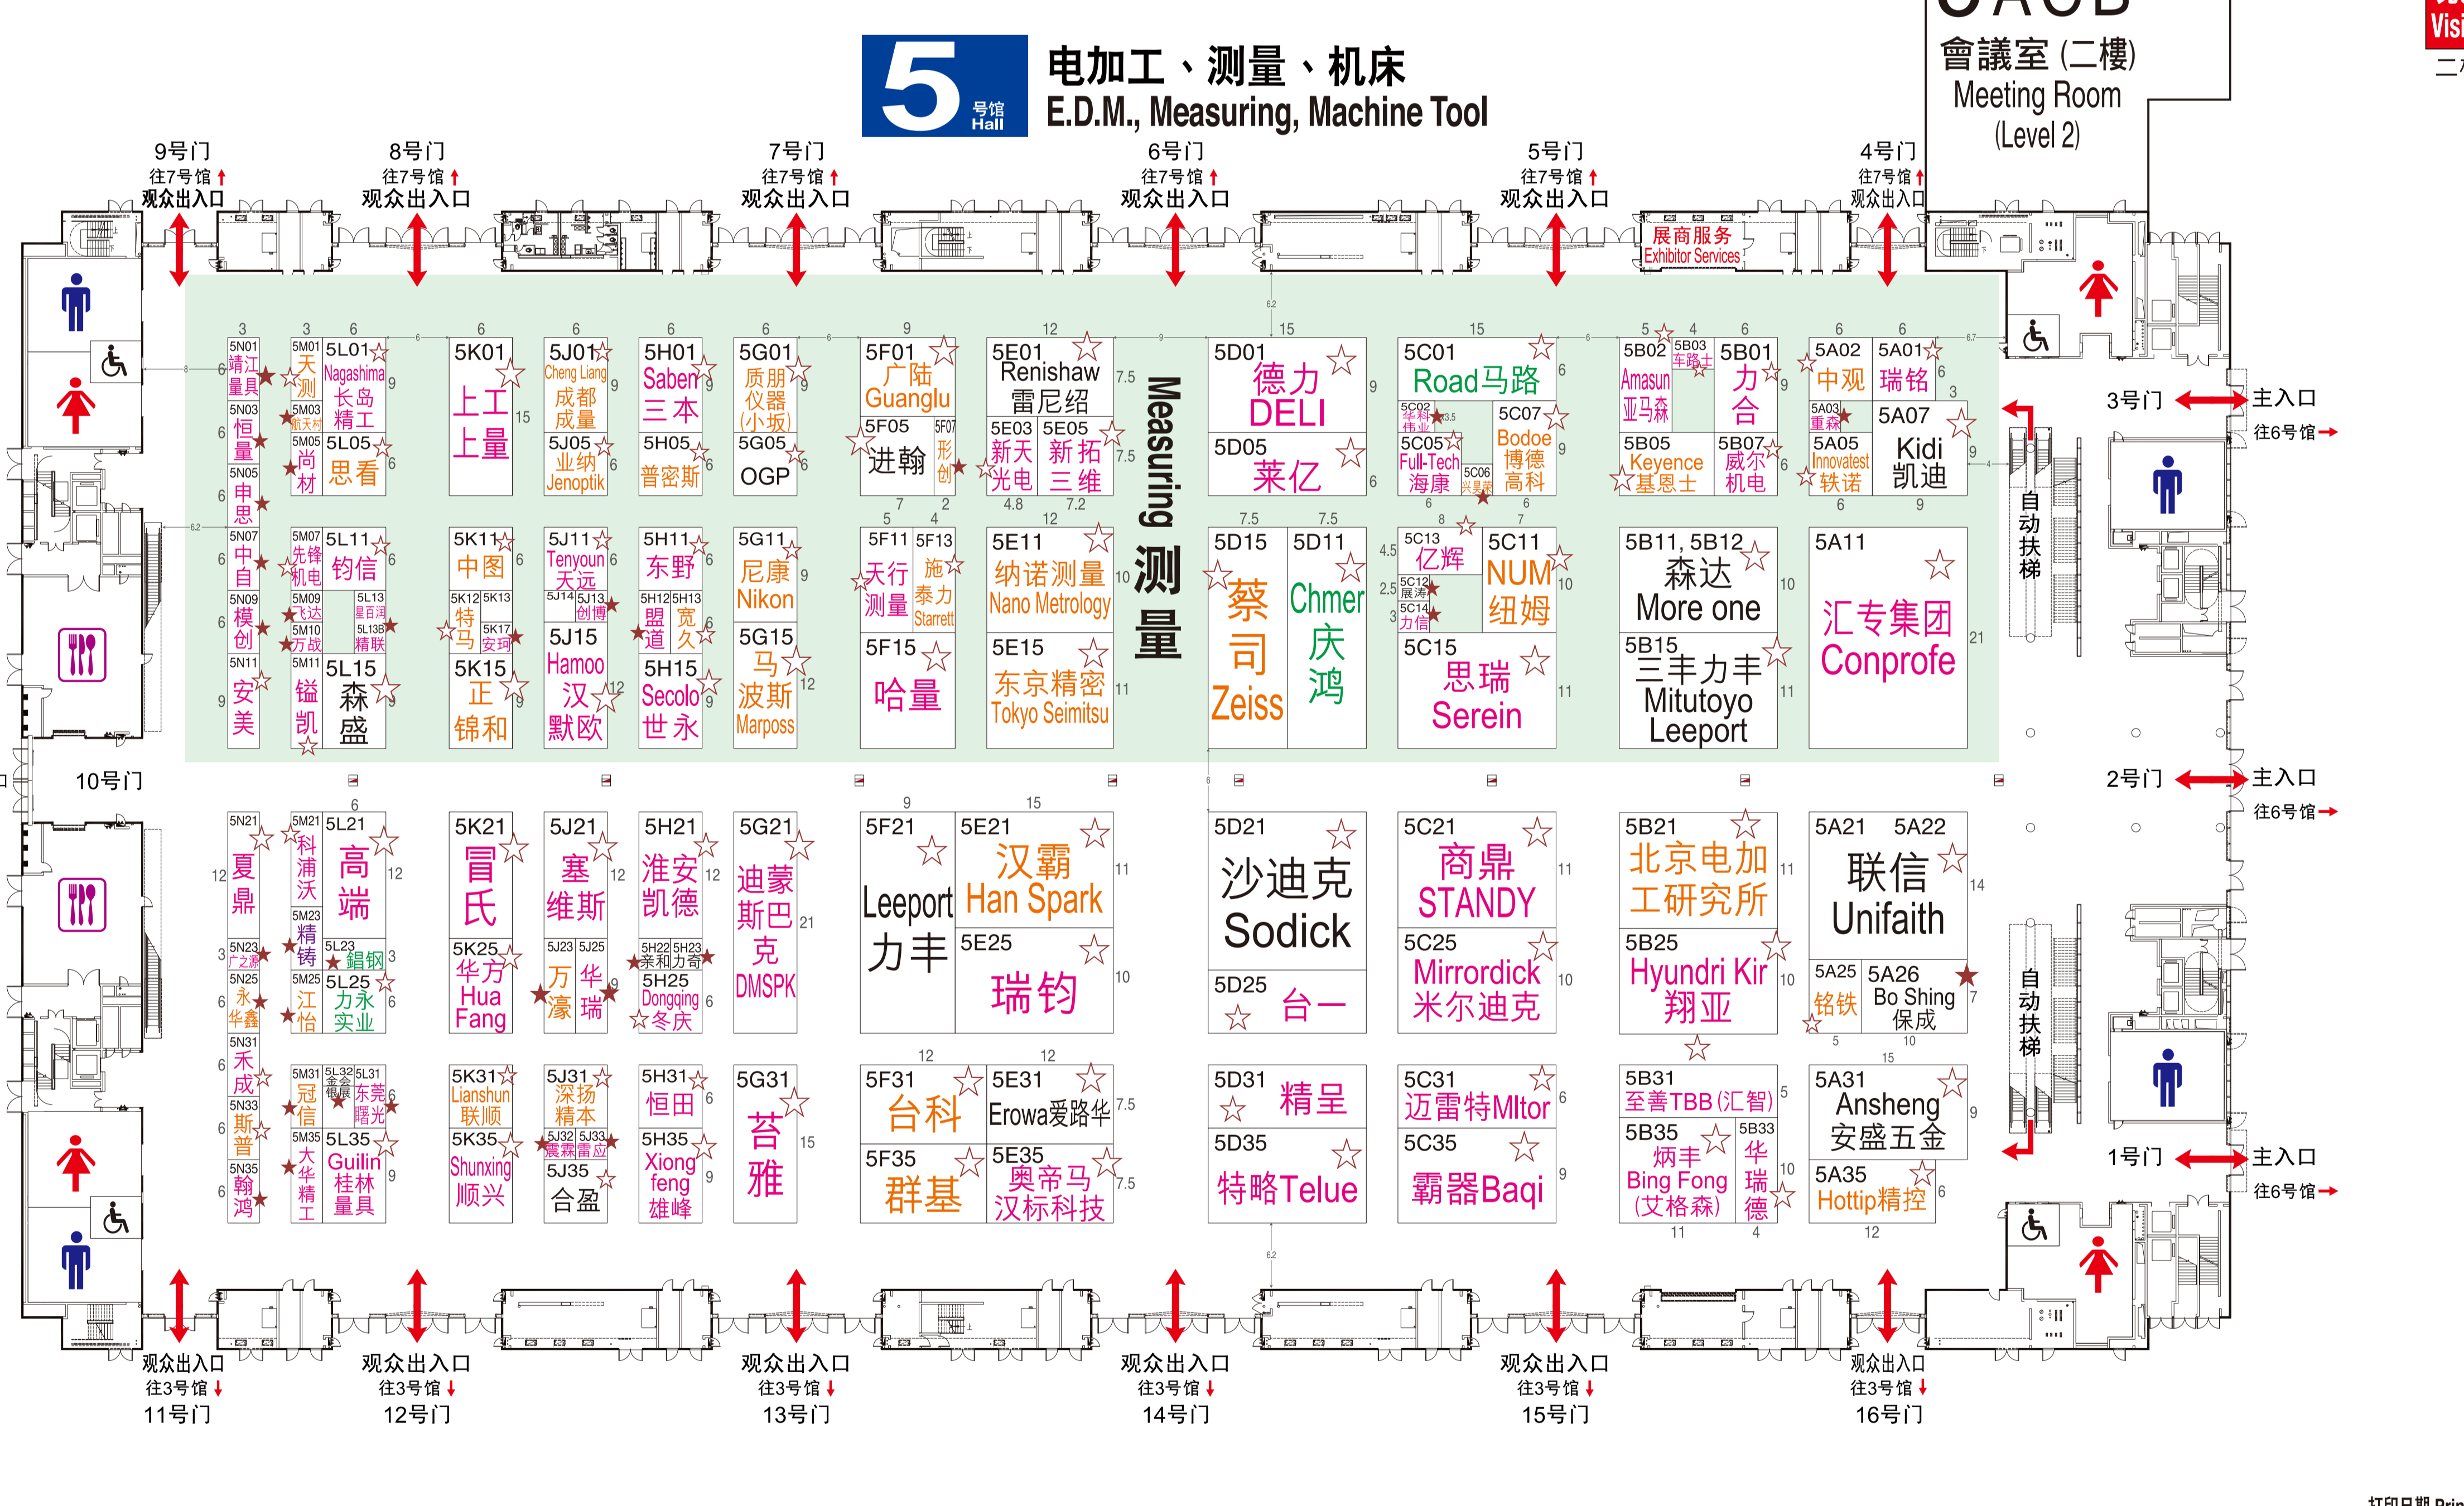 5 号馆 Hall
电加工、测量、机床
E.D.M., Measuring, Machine Tool
會議室 (二樓)
Meeting Room
(Level 2)
9号门
往7号馆
观众出入口
8号门
往7号馆
观众出入口
7号门
往7号馆
观众出入口
6号门
往7号馆
观众出入口
5号门
往7号馆
观众出入口
4号门
往7号馆
观众出入口
展商服务
Exhibitor Services
Measuring 测量
5N01
靖江
量具
5N03
恒
量
5N05
申
思
5N07
中
自
5N09
模
创
5N11
安
美
5M01
天
测
5M03
航天村
5M05
尚
材
5L01
Nagashima
长岛
精工
5L05
思看
5M07
先锋
机电
5M09
飞达
5M10
万战
5M11
镒
凯
5L11
钧信
5L13
星百润
5L13B
精联
5L15
森
盛
5K01
上工
上量
5K11
中图
5K12
特
马
5K13
5K17
安珂
5K15
正
锦和
5J01
Cheng Liang
成都
成量
5J05
业纳
Jenoptik
5J11
Tenyoun
天远
5J14
5J13
创博
5J15
Hamoo
汉
默欧
5H01
Saben
三本
5H05
普密斯
5H11
东野
5H12
盟
道
5H13
宽
久
5H15
Secolo
世永
5G01
质朋
仪器
(小坂)
5G05
OGP
5G11
尼康
Nikon
5G15
马
波斯
Marposs
5F01
广陆
Guanglu
5F05
进翰
5F07
形
创
5F11
天行
测量
5F13
施
泰力
Starrett
5F15
哈量
5E01
Renishaw
雷尼绍
5E03
新天
光电
5E05
新拓
三维
5E11
纳诺测量
Nano Metrology
5E15
东京精密
Tokyo Seimitsu
5D01
德力
DELI
5D05
莱亿
5D15
蔡
司
Zeiss
5D11
Chmer
庆
鸿
5C01
Road马路
5C02
华科
伟业
5C05
Full-Tech
海康
5C06
兴昊荣
5C07
Bodoe
博德
高科
5C13
亿辉
5C12
展涛
5C14
力信
5C11
NUM
纽姆
5C15
思瑞
Serein
5B02
Amasun
亚马森
5B03
车路士
5B01
力
合
5B05
Keyence
基恩士
5B07
威尔
机电
5B11, 5B12
森达
More one
5B15
三丰力丰
Mitutoyo
Leeport
5A02
中观
5A01
瑞铭
5A03
重森
5A05
Innovatest
轶诺
5A07
Kidi
凯迪
5A11
汇专集团
Conprofe
自动扶梯
3号门
主入口
往6号馆
10号门
2号门
主入口
往6号馆
5N21
夏
鼎
5N23
广之源
5N25
永
华鑫
5N31
禾
成
5N33
斯
普
5N35
翰
鸿
5M21
科
浦
沃
5M23
精
铸
5M25
江
怡
5L21
高
端
5L23
錩钢
5L25
力永
实业
5M31
冠
信
5L32
金会
银展
5L31
东莞
曙光
5M35
大
华
精
工
5L35
Guilin
桂林
量具
5K21
冒
氏
5K25
华方
Hua
Fang
5K31
Lianshun
联顺
5K35
Shunxing
顺兴
5J21
塞
维斯
5J23
万
濠
5J25
华
瑞
5J31
深扬
精本
5J32
震霖
5J33
雷应
5J35
合盈
5H21
淮安
凯德
5H22
亲和
5H23
力奇
5H25
Dongqing
冬庆
5H31
恒田
5H35
Xiong
feng
雄峰
5G21
迪蒙
斯巴
克
DMSPK
5G31
苔
雅
5F21
Leeport
力丰
5E21
汉霸
Han Spark
5E25
瑞钧
5F31
台科
5F35
群基
5E31
Erowa爱路华
5E35
奥帝马
汉标科技
5D21
沙迪克
Sodick
5D25
台一
5D31
精呈
5D35
特略Telue
5C21
商鼎
STANDY
5C25
Mirrordick
米尔迪克
5C31
迈雷特MItor
5C35
霸器Baqi
5B21
北京电加
工研究所
5B25
Hyundri Kir
翔亚
5B31
至善TBB (汇智)
5B35
炳丰
Bing Fong
(艾格森)
5B33
华
瑞
德
5A21 5A22
联信
Unifaith
5A25
铭铁
5A26
Bo Shing
保成
5A31
Ansheng
安盛五金
5A35
Hottip精控
自动扶梯
1号门
主入口
往6号馆
观众出入口
往3号馆
11号门
观众出入口
往3号馆
12号门
观众出入口
往3号馆
13号门
观众出入口
往3号馆
14号门
观众出入口
往3号馆
15号门
观众出入口
往3号馆
16号门